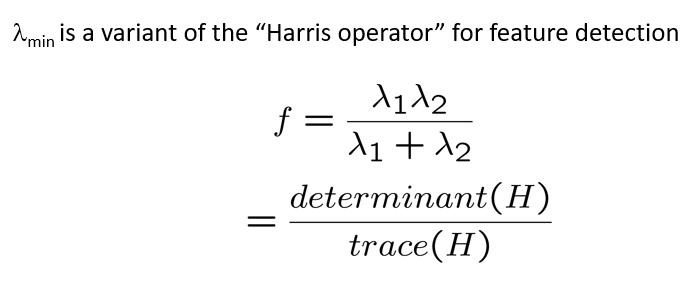 λmin is a variant of the “Harris operator” for feature detection
f = λ1λ2 / λ1 + λ2
= determinant(H) / trace(H)